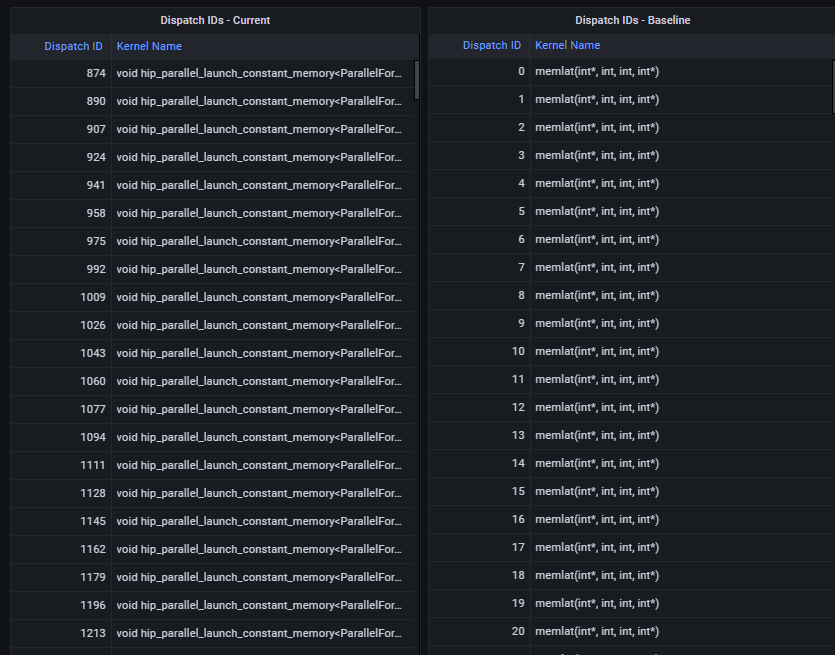 Dispatch IDs - Current
Dispatch ID Kernel Name
874 void hip_parallel_launch_constant_memory<ParallelFor...
890 void hip_parallel_launch_constant_memory<ParallelFor...
907 void hip_parallel_launch_constant_memory<ParallelFor...
924 void hip_parallel_launch_constant_memory<ParallelFor...
941 void hip_parallel_launch_constant_memory<ParallelFor...
958 void hip_parallel_launch_constant_memory<ParallelFor...
975 void hip_parallel_launch_constant_memory<ParallelFor...
992 void hip_parallel_launch_constant_memory<ParallelFor...
1009 void hip_parallel_launch_constant_memory<ParallelFor...
1026 void hip_parallel_launch_constant_memory<ParallelFor...
1043 void hip_parallel_launch_constant_memory<ParallelFor...
1060 void hip_parallel_launch_constant_memory<ParallelFor...
1077 void hip_parallel_launch_constant_memory<ParallelFor...
1094 void hip_parallel_launch_constant_memory<ParallelFor...
1111 void hip_parallel_launch_constant_memory<ParallelFor...
1128 void hip_parallel_launch_constant_memory<ParallelFor...
1145 void hip_parallel_launch_constant_memory<ParallelFor...
1162 void hip_parallel_launch_constant_memory<ParallelFor...
1179 void hip_parallel_launch_constant_memory<ParallelFor...
1196 void hip_parallel_launch_constant_memory<ParallelFor...
1213 void hip_parallel_launch_constant_memory<ParallelFor...
Dispatch IDs - Baseline
Dispatch ID Kernel Name
0 memlat(int*, int, int, int*)
1 memlat(int*, int, int, int*)
2 memlat(int*, int, int, int*)
3 memlat(int*, int, int, int*)
4 memlat(int*, int, int, int*)
5 memlat(int*, int, int, int*)
6 memlat(int*, int, int, int*)
7 memlat(int*, int, int, int*)
8 memlat(int*, int, int, int*)
9 memlat(int*, int, int, int*)
10 memlat(int*, int, int, int*)
11 memlat(int*, int, int, int*)
12 memlat(int*, int, int, int*)
13 memlat(int*, int, int, int*)
14 memlat(int*, int, int, int*)
15 memlat(int*, int, int, int*)
16 memlat(int*, int, int, int*)
17 memlat(int*, int, int, int*)
18 memlat(int*, int, int, int*)
19 memlat(int*, int, int, int*)
20 memlat(int*, int, int, int*)